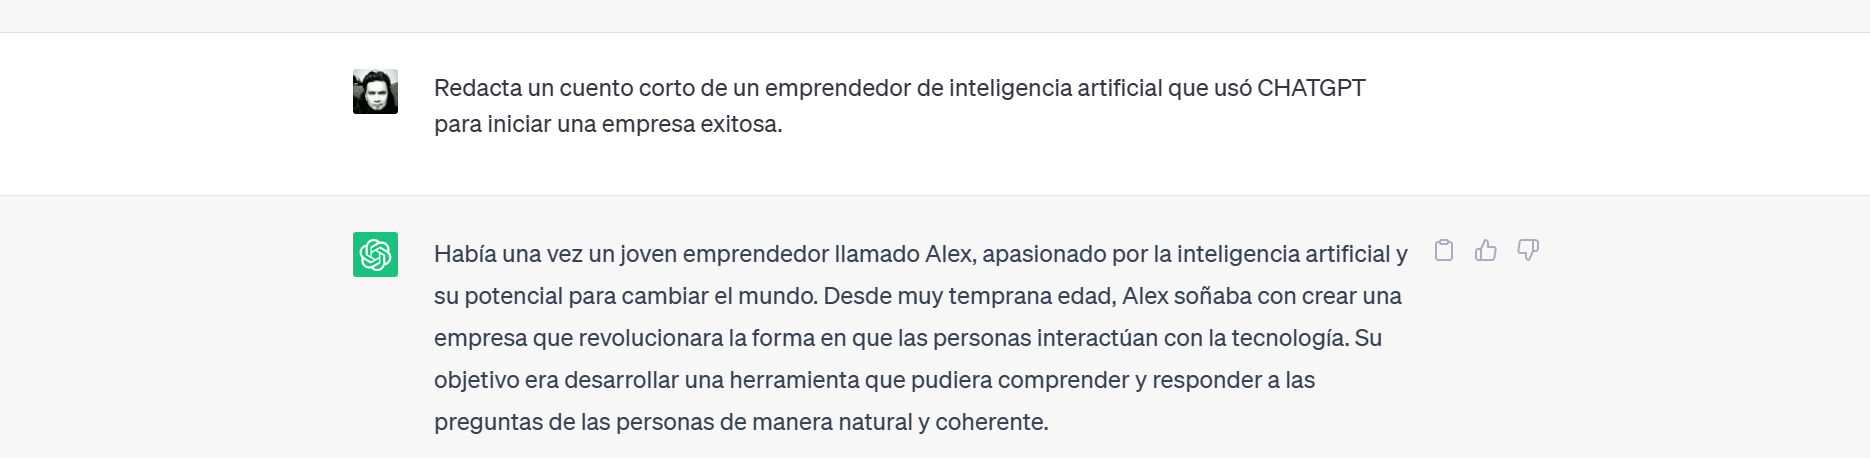 Redacta un cuento corto de un emprendedor de inteligencia artificial que usó CHATGPT
para iniciar una empresa exitosa.
Había una vez un joven emprendedor llamado Alex, apasionado por la inteligencia artificial y
su potencial para cambiar el mundo. Desde muy temprana edad, Alex soñaba con crear una
empresa que revolucionara la forma en que las personas interactúan con la tecnología. Su
objetivo era desarrollar una herramienta que pudiera comprender y responder a las
preguntas de las personas de manera natural y coherente.